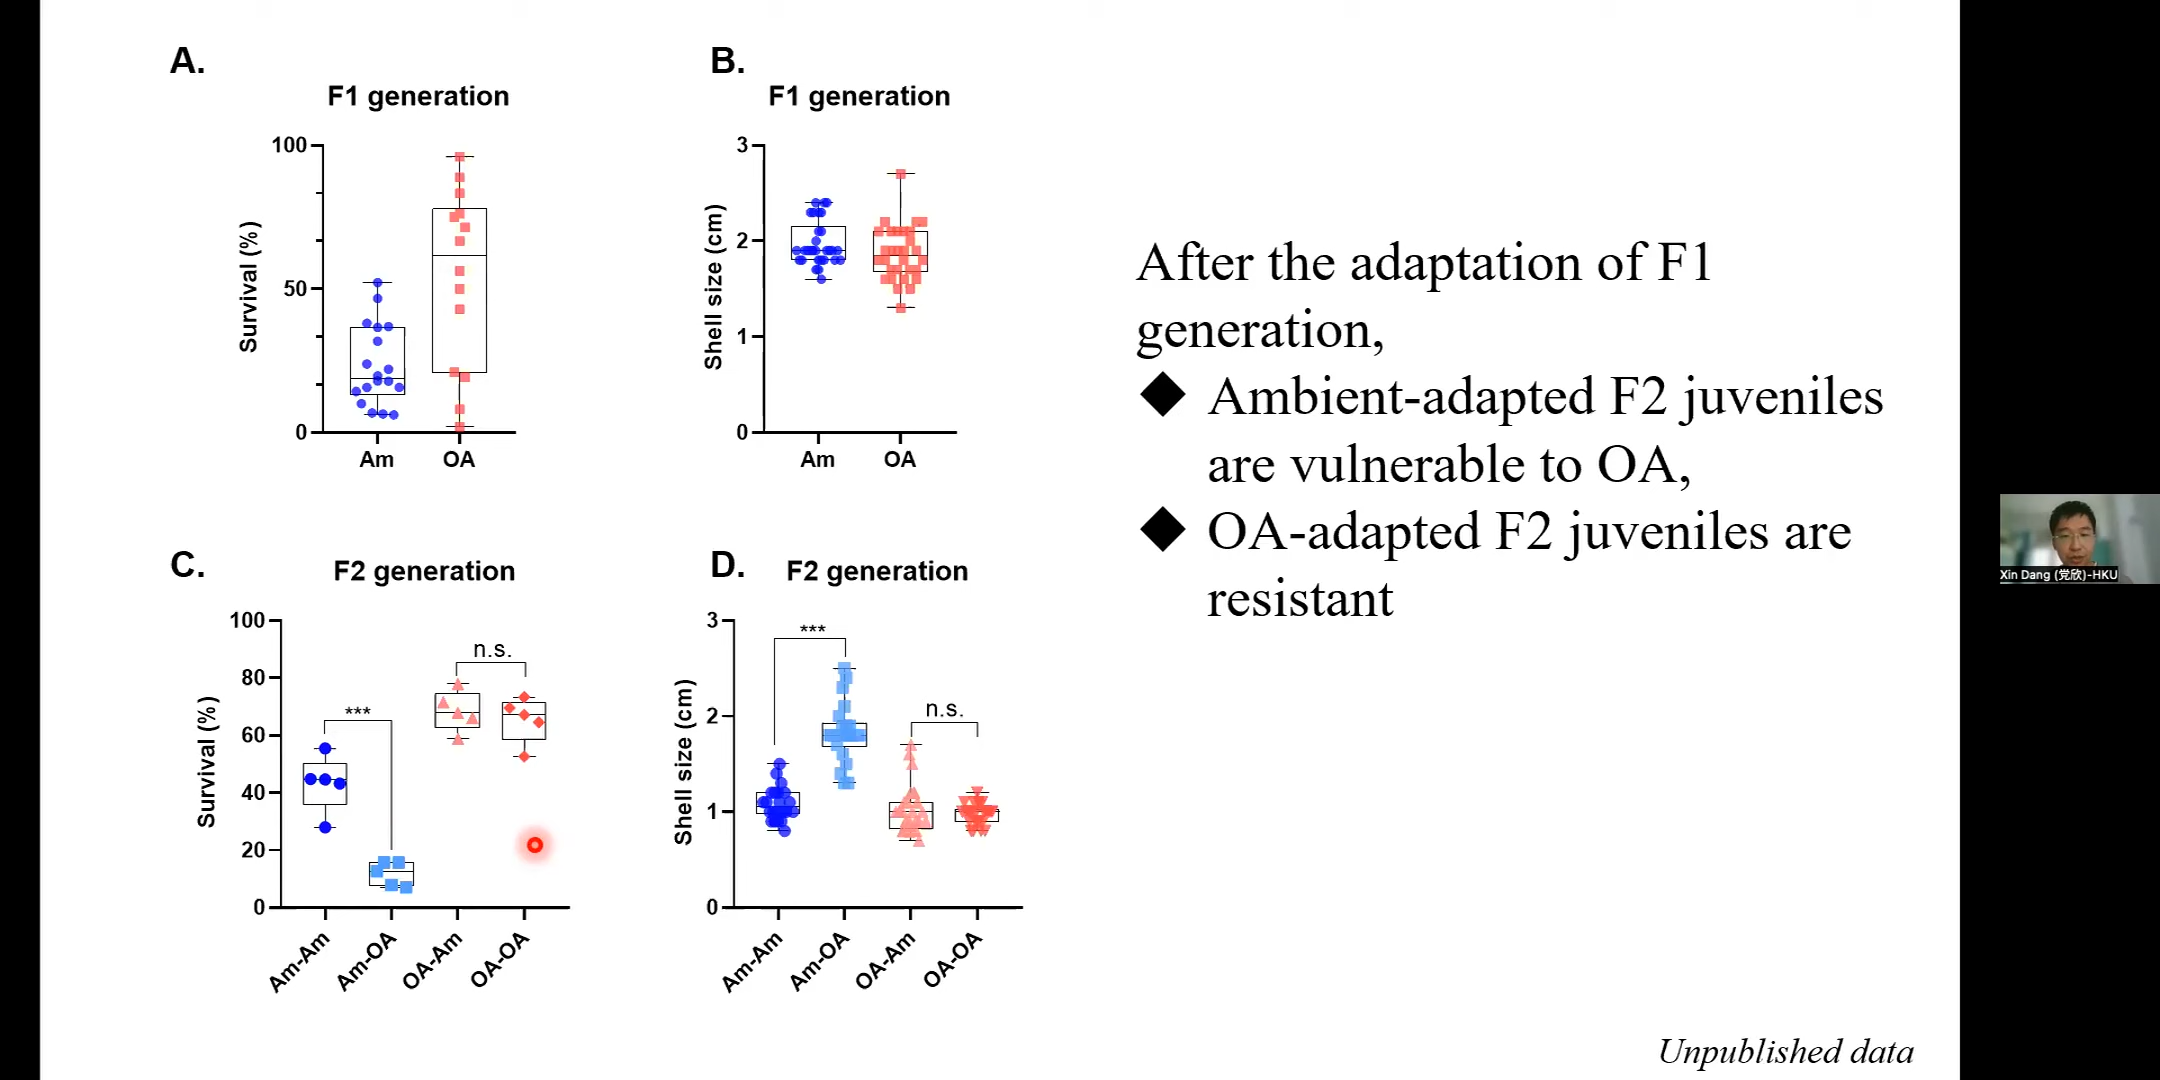 A.
F1 generation
Survival (%)
100
50
0
Am
OA
B.
F1 generation
Shell size (cm)
3
2
1
0
Am
OA
After the adaptation of F1
generation,
Ambient-adapted F2 juveniles
are vulnerable to OA,
OA-adapted F2 juveniles are
resistant
C.
F2 generation
Survival (%)
100
80
60
40
20
0
***
n.s.
Am-Am
Am-OA
OA-Am
OA-OA
D.
F2 generation
Shell size (cm)
3
2
1
0
***
n.s.
Am-Am
Am-OA
OA-Am
OA-OA
Xin Dang (党欣)-HKU
Unpublished data